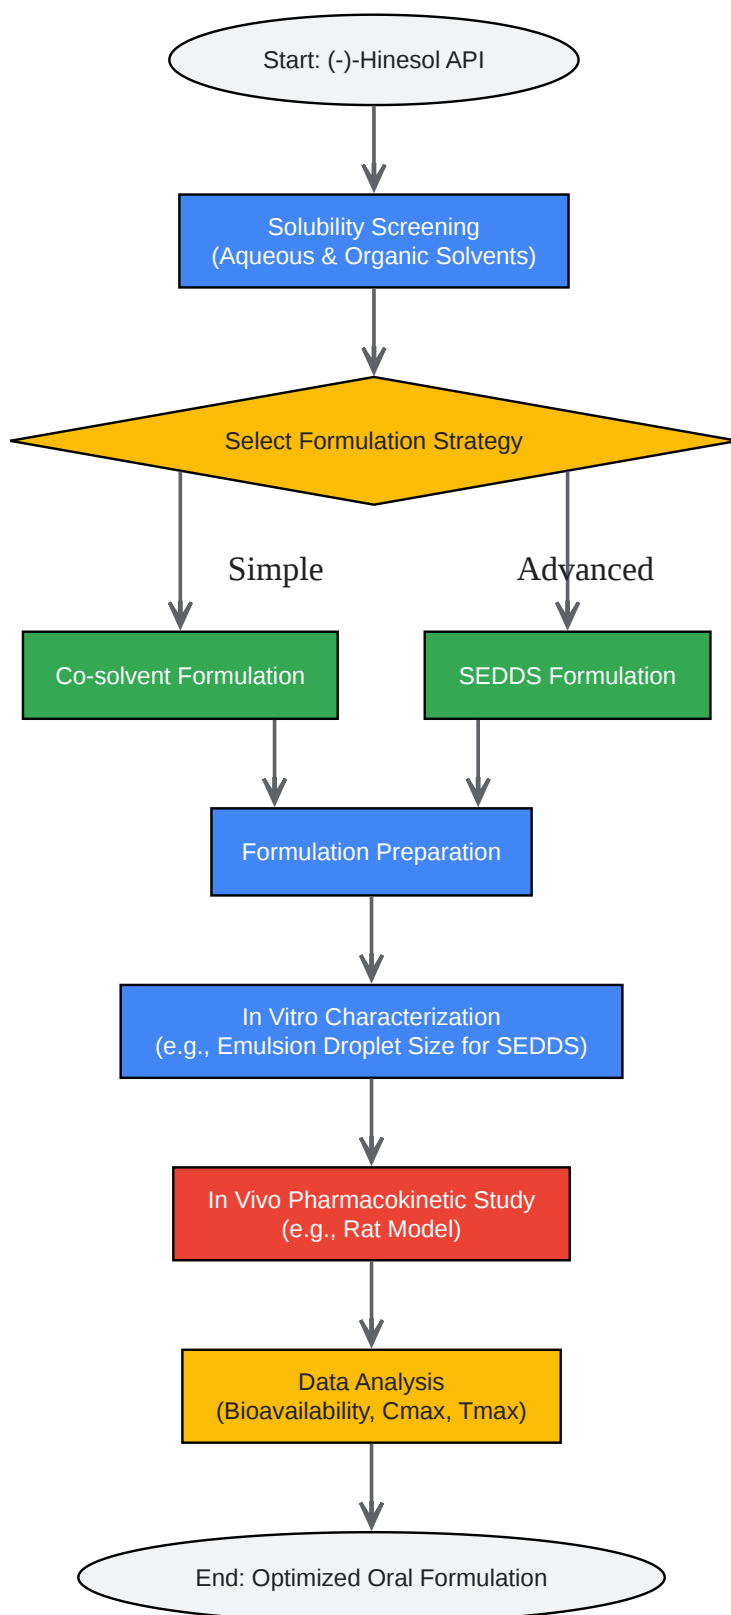 Start: (-)-Hinesol API
Solubility Screening
(Aqueous & Organic Solvents)
Select Formulation Strategy
Simple
Advanced
Co-solvent Formulation
SEDDS Formulation
Formulation Preparation
In Vitro Characterization
(e.g., Emulsion Droplet Size for SEDDS)
In Vivo Pharmacokinetic Study
(e.g., Rat Model)
Data Analysis
(Bioavailability, Cmax, Tmax)
End: Optimized Oral Formulation